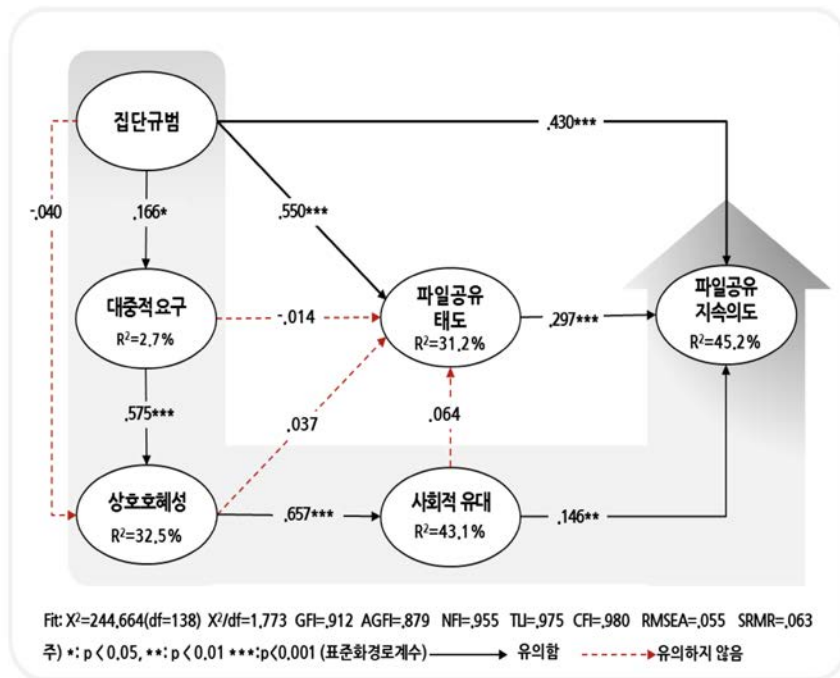 집단규범
.430***
-.040
.166*
.550***
대중적 요구
R²=2.7%
-.014
파일공유
태도
R²=31.2%
.297***
파일공유
지속의도
R²=45.2%
.575***
.037
.064
상호호혜성
R²=32.5%
.657***
사회적 유대
R²=43.1%
.146**
Fit: X²=244.664(df=138) X²/df=1.773 GFI=.912 AGFI=.879 NFI=.955 TLI=.975 CFI=.980 RMSEA=.055 SRMR=.063
주) *: p < 0.05, **: p < 0.01 ***:p<0.001 (표준화경로계수) 유의함 유의하지 않음